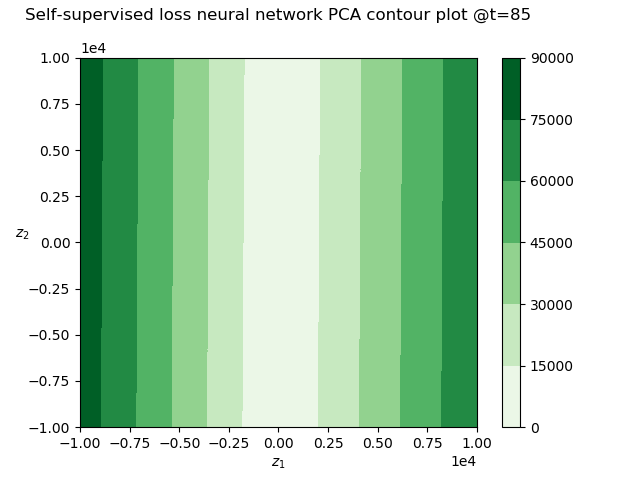 Self-supervised loss neural network PCA contour plot @t=85
1e4
1.00
0.75
0.50
0.25
0.00
−0.25
−0.50
−0.75
−1.00
z2
−1.00 −0.75 −0.50 −0.25 0.00 0.25 0.50 0.75 1.00
z1
1e4
90000
75000
60000
45000
30000
15000
0